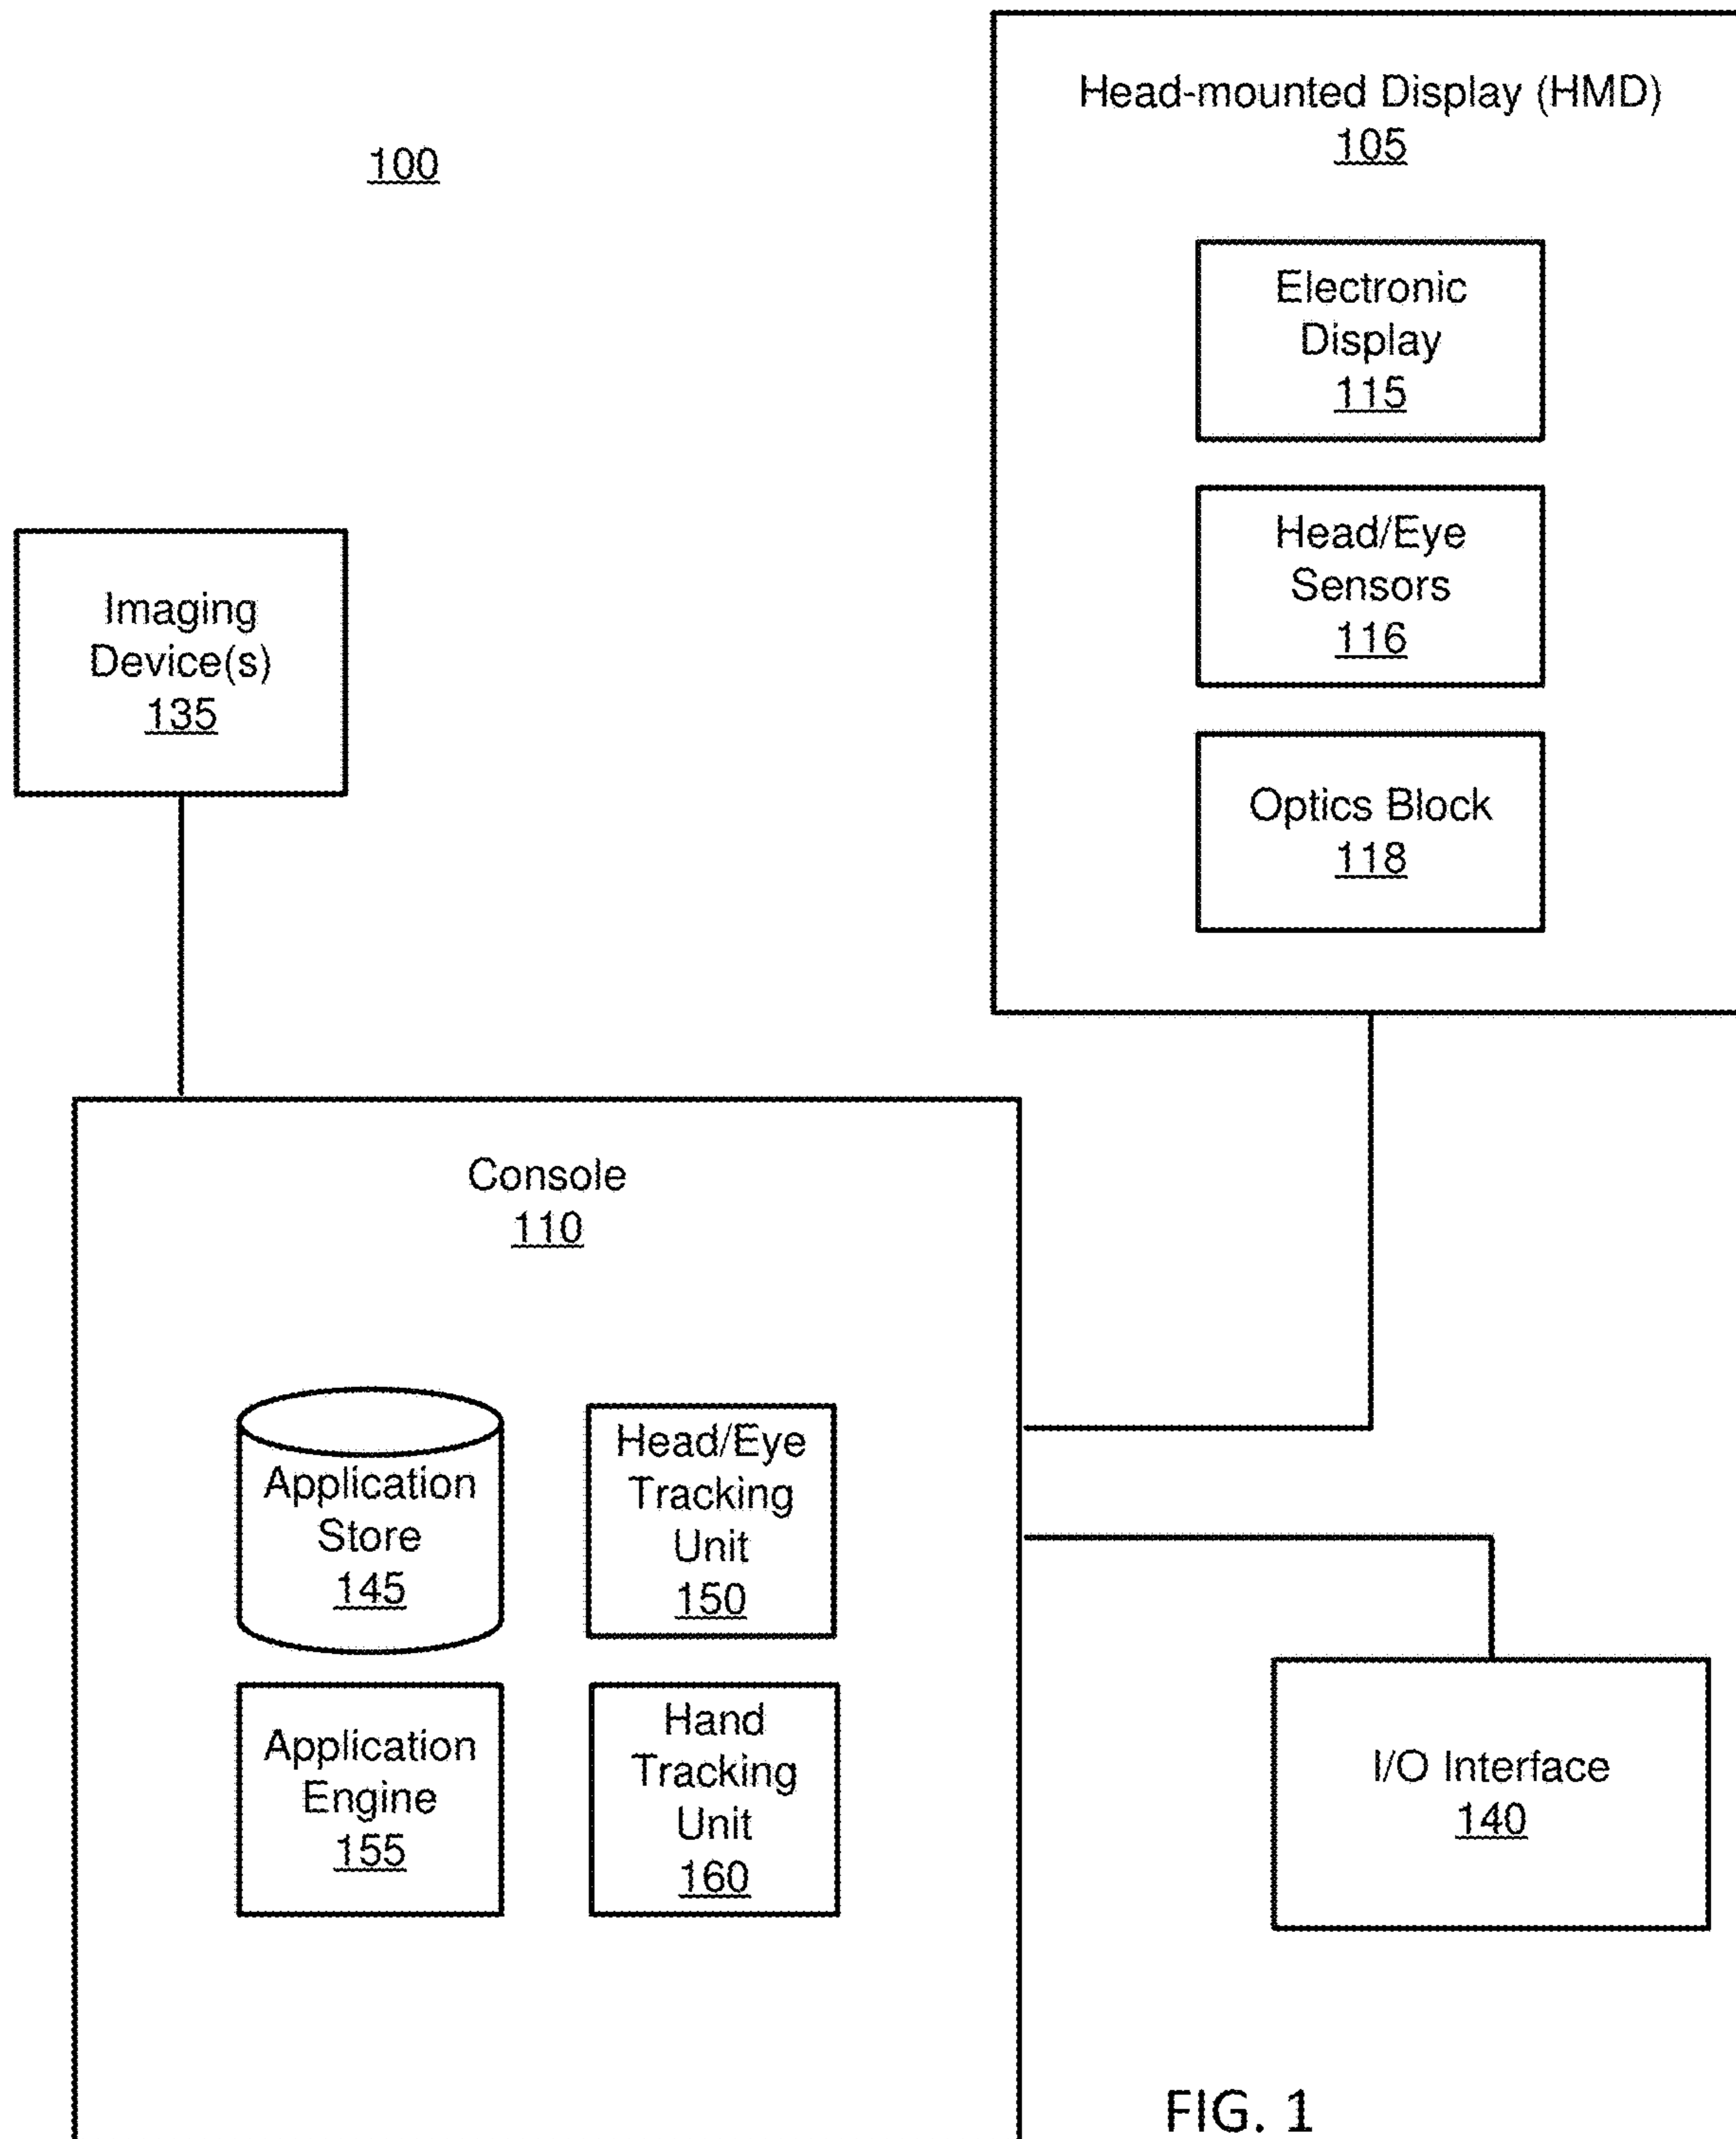 100
Head-mounted Display (HMD)
105
Electronic
Display
115
Head/Eye
Sensors
116
Optics Block
118
Imaging
Device(s)
135
Console
110
Application
Store
145
Head/Eye
Tracking
Unit
150
Application
Engine
155
Hand
Tracking
Unit
160
I/O Interface
140
FIG. 1